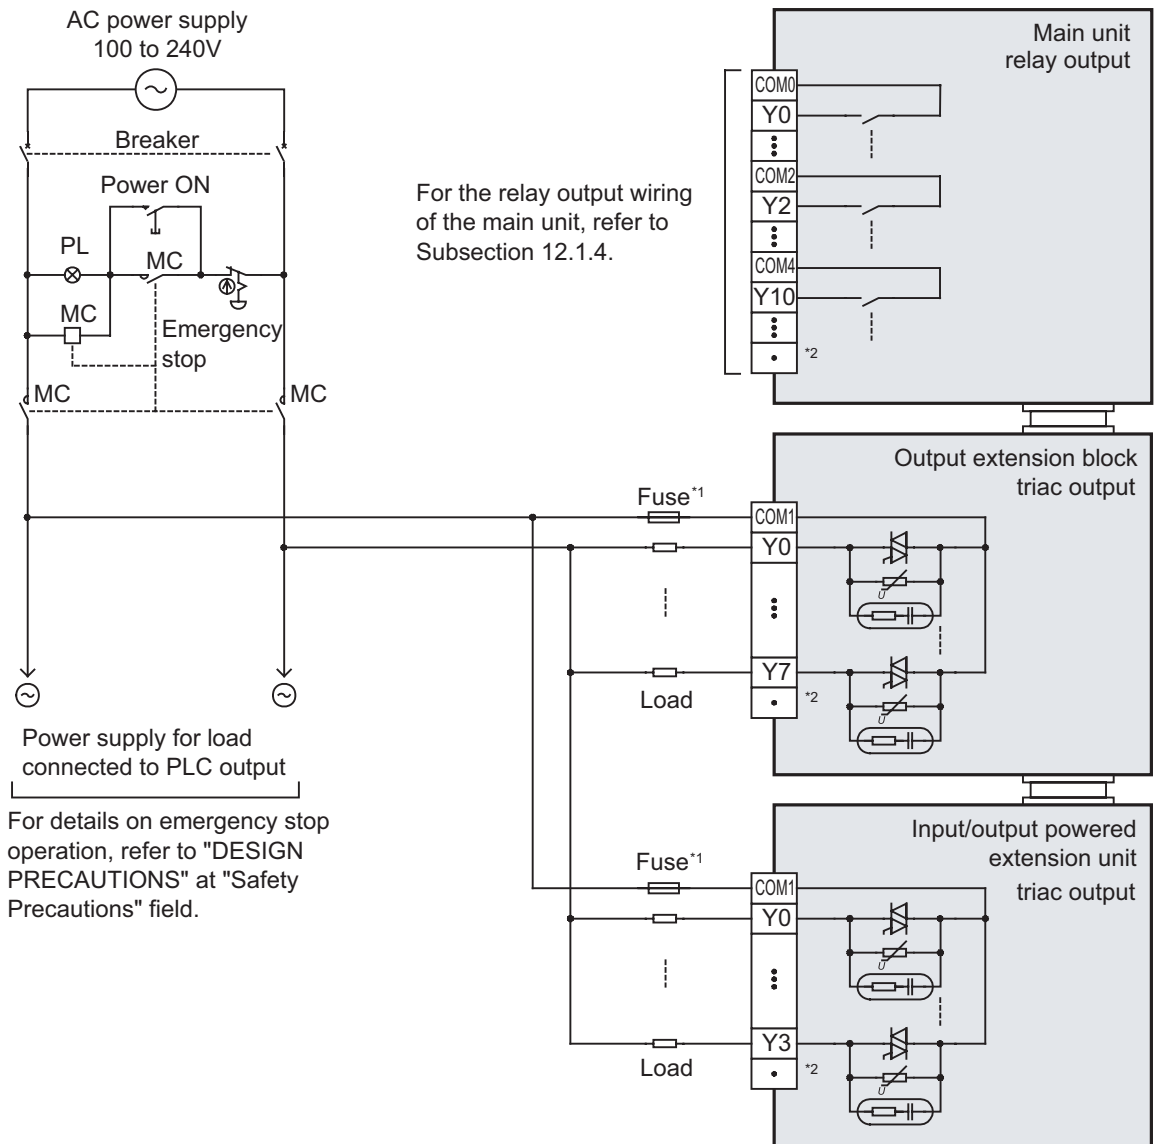 AC power supply
100 to 240V
Breaker
Power ON
PL
MC
MC
Emergency
stop
MC
MC
Power supply for load
connected to PLC output
For details on emergency stop
operation, refer to "DESIGN
PRECAUTIONS" at "Safety
Precautions" field.
For the relay output wiring
of the main unit, refer to
Subsection 12.1.4.
Main unit
relay output
COM0
Y0
COM2
Y2
COM4
Y10
*2
Output extension block
triac output
Fuse*1
COM1
Y0
U
Y7
*2
U
Load
Input/output powered
extension unit
triac output
Fuse*1
COM1
Y0
U
Y3
*2
U
Load